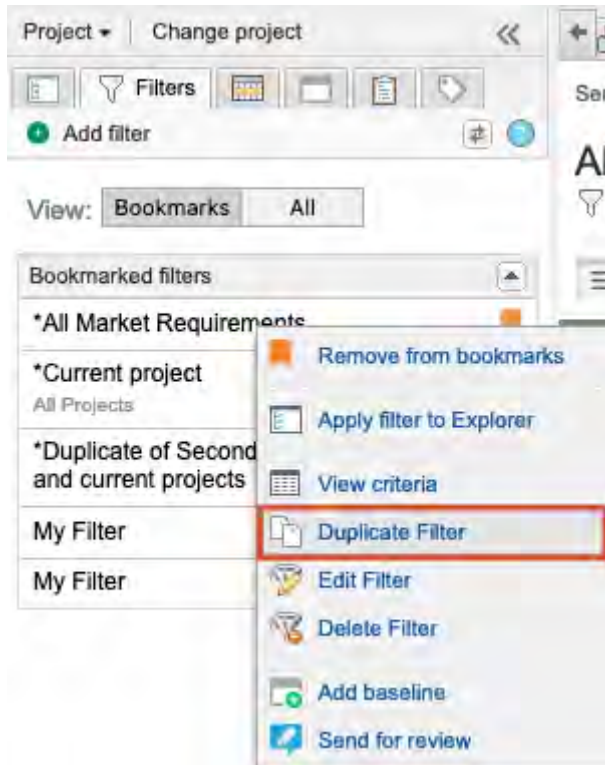 Project
Change project
Filters
Add filter
View: Bookmarks All
Bookmarked filters
*All Market Requirements
*Current project
All Projects
*Duplicate of Second
and current projects
My Filter
My Filter
Remove from bookmarks
Apply filter to Explorer
View criteria
Duplicate Filter
Edit Filter
Delete Filter
Add baseline
Send for review